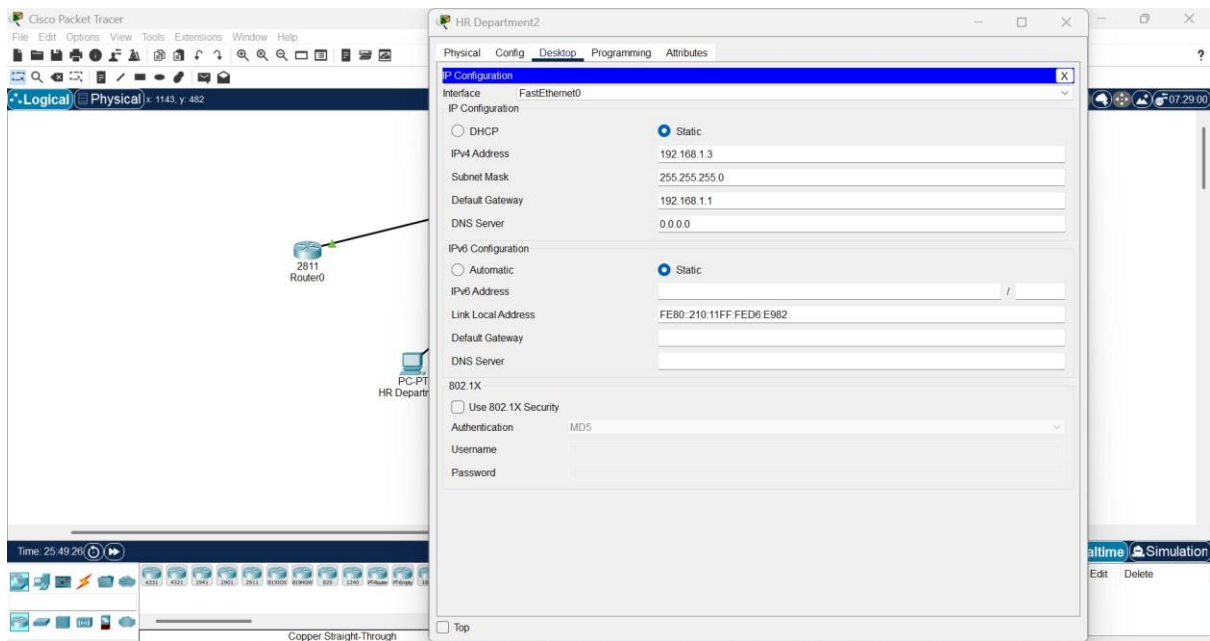 Cisco Packet Tracer
File Edit Options View Tools Extensions Window Help
?
Logical Physical x: 1143, y: 482
07:29:00
2811
Router0
PC-PT
HR Departm
HR Department2
Physical Config Desktop Programming Attributes
IP Configuration X
Interface FastEthernet0
IP Configuration
DHCP Static
IPv4 Address 192.168.1.3
Subnet Mask 255.255.255.0
Default Gateway 192.168.1.1
DNS Server 0.0.0.0
IPv6 Configuration
Automatic Static
IPv6 Address /
Link Local Address FE80::210:11FF:FED6:E982
Default Gateway
DNS Server
802.1X
Use 802.1X Security
Authentication MD5
Username
Password
Top
Time: 25:49:26
altime Simulation
4331 4321 1941 2901 2911 819IOX 819HGW 829 1240
Edit Delete
Copper Straight-Through